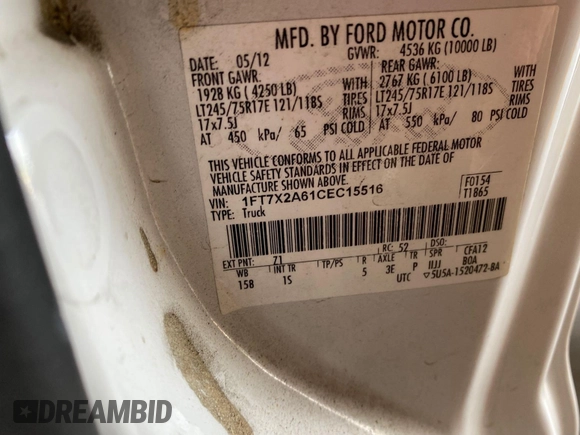 MFD. BY FORD MOTOR CO.
DATE: 05/12 GVWR: 4536 KG (10000 LB)
FRONT GAWR: REAR GAWR:
1928 KG ( 4250 LB) WITH 2767 KG ( 6100 LB) WITH
LT245/75R17E 121/118S TIRES LT245/75R17E 121/118S TIRES
17x7.5J RIMS 17x7.5J RIMS
AT 450 kPa/ 65 PSI COLD AT 550 kPa/ 80 PSI COLD
THIS VEHICLE CONFORMS TO ALL APPLICABLE FEDERAL MOTOR
VEHICLE SAFETY STANDARDS IN EFFECT ON THE DATE OF
MANUFACTURE SHOWN ABOVE.
VIN: 1FT7X2A61CEC15516 F0154
TYPE: Truck T1865
EXT PNT: Z1 RC: 52 DSO:
WB INT TR TP/PS R AXLE TR SPR CFA12
158 1S 5 3E P IIJJ BOA
UTC ▽5U5A-1520472-BA
DREAMBID